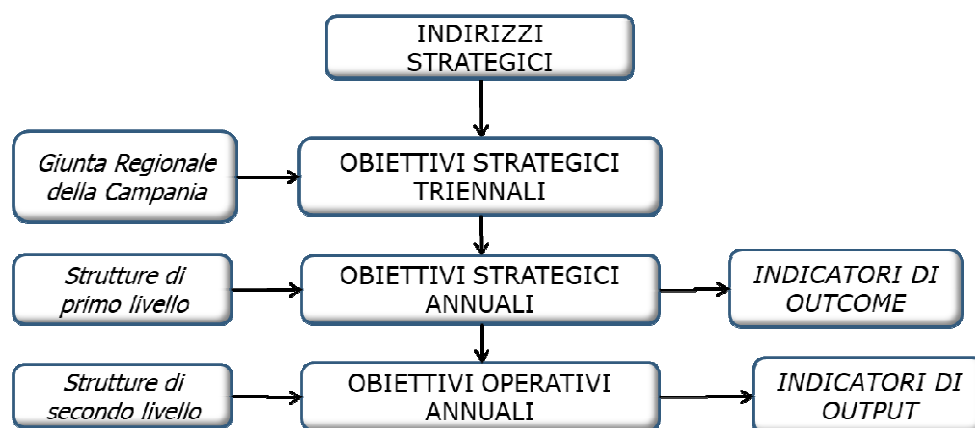 INDIRIZZI
STRATEGICI
Giunta Regionale
della Campania
OBIETTIVI STRATEGICI
TRIENNALI
Strutture di
primo livello
OBIETTIVI STRATEGICI
ANNUALI
INDICATORI DI
OUTCOME
Strutture di
secondo livello
OBIETTIVI OPERATIVI
ANNUALI
INDICATORI DI
OUTPUT